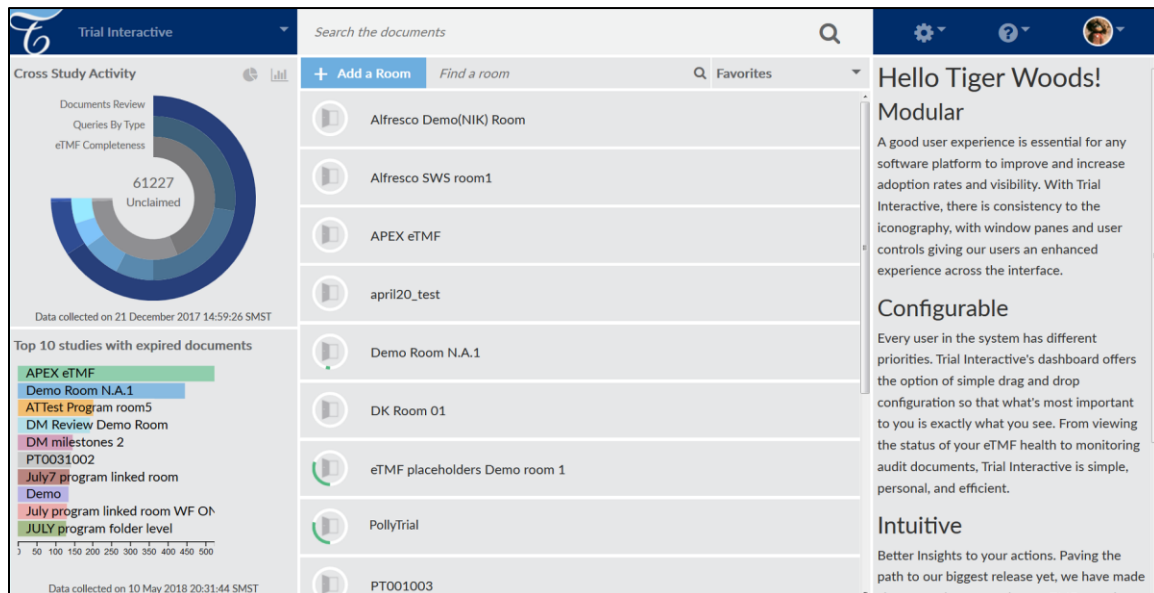 Trial Interactive
Search the documents
Cross Study Activity
Documents Review
Queries By Type
eTMF Completeness
61227
Unclaimed
Data collected on 21 December 2017 14:59:26 SMST
Top 10 studies with expired documents
APEX eTMF
Demo Room N.A.1
ATTest Program room5
DM Review Demo Room
DM milestones 2
PT0031002
July7 program linked room
Demo
July program linked room WF ON
JULY program folder level
50 100 150 200 250 300 350 400 450 500
Data collected on 10 May 2018 20:31:44 SMST
+ Add a Room
Find a room
Favorites
Alfresco Demo(NIK) Room
Alfresco SWS room1
APEX eTMF
april20_test
Demo Room N.A.1
DK Room 01
eTMF placeholders Demo room 1
PollyTrial
PT001003
Hello Tiger Woods!
Modular
A good user experience is essential for any
software platform to improve and increase
adoption rates and visibility. With Trial
Interactive, there is consistency to the
iconography, with window panes and user
controls giving our users an enhanced
experience across the interface.
Configurable
Every user in the system has different
priorities. Trial Interactive's dashboard offers
the option of simple drag and drop
configuration so that what's most important
to you is exactly what you see. From viewing
the status of your eTMF health to monitoring
audit documents, Trial Interactive is simple,
personal, and efficient.
Intuitive
Better Insights to your actions. Paving the
path to our biggest release yet, we have made